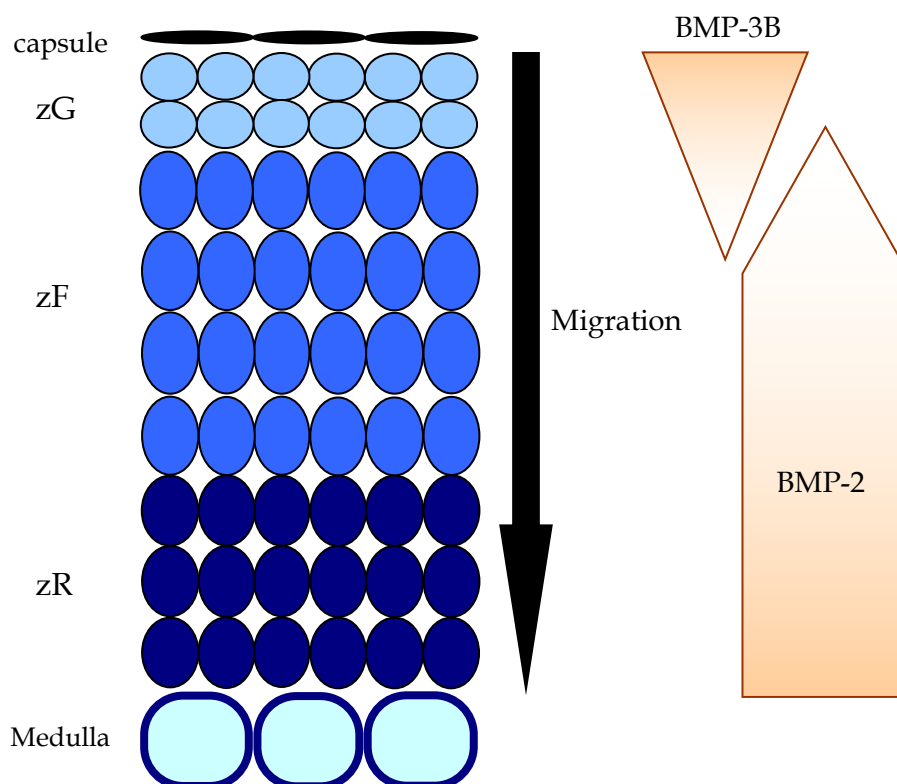 capsule
BMP-3B
zG
zF
Migration
BMP-2
zR
Medulla